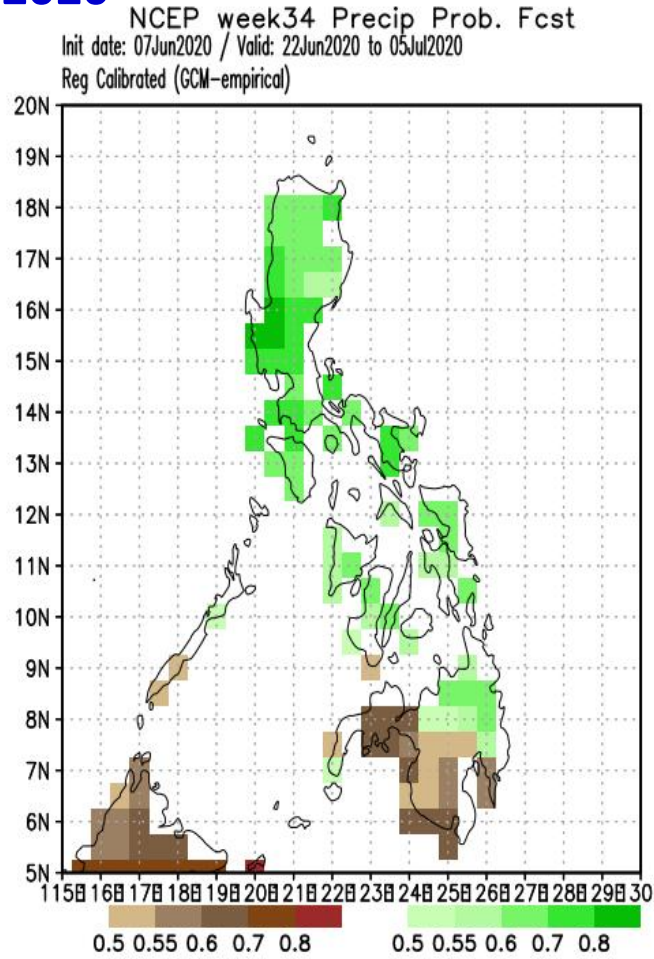 NCEP week34 Precip Prob. Fcst
Init date: 07Jun2020 / Valid: 22Jun2020 to 05Jul2020
Reg Calibrated (GCM-empirical)
20N
19N
18N
17N
16N
15N
14N
13N
12N
11N
10N
9N
8N
7N
6N
5N
0.5 0.55 0.6 0.7 0.8 0.5 0.55 0.6 0.7 0.8